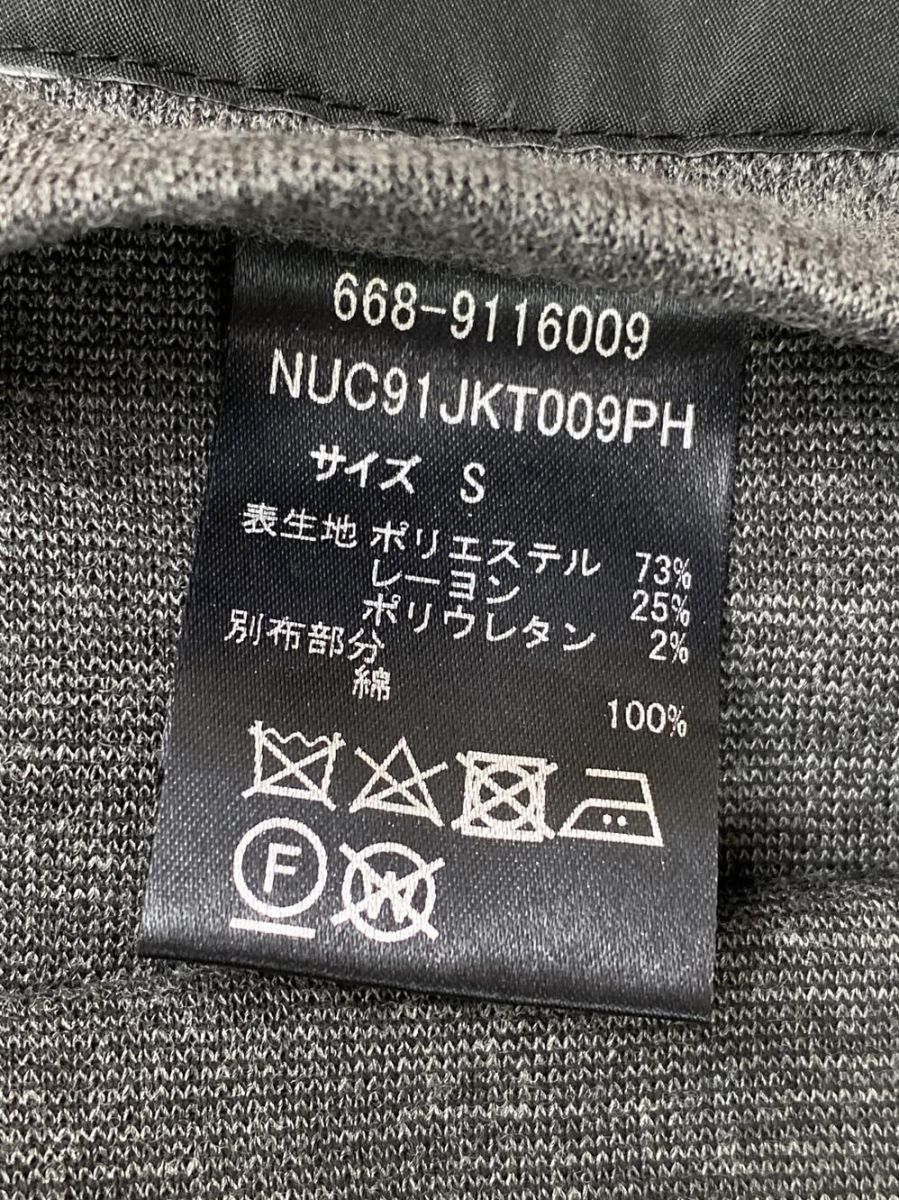 668-9116009
NUC91JKT009PH
サイズ S
表生地 ポリエステル 73%
レーヨン 25%
ポリウレタン 2%
別布部分
綿 100%
F
W